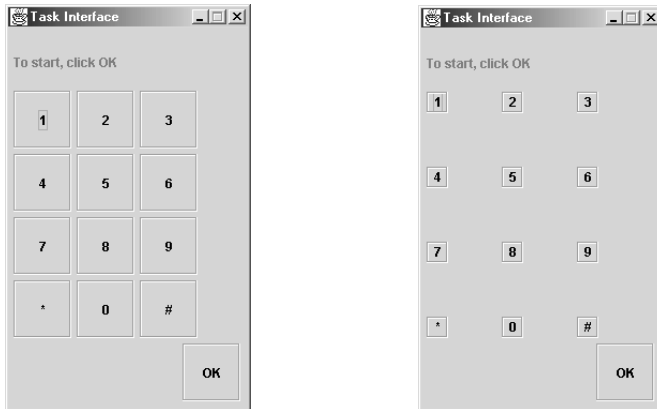 Task Interface
To start, click OK
1 2 3
4 5 6
7 8 9
* 0 #
OK
Task Interface
To start, click OK
1 2 3
4 5 6
7 8 9
* 0 #
OK